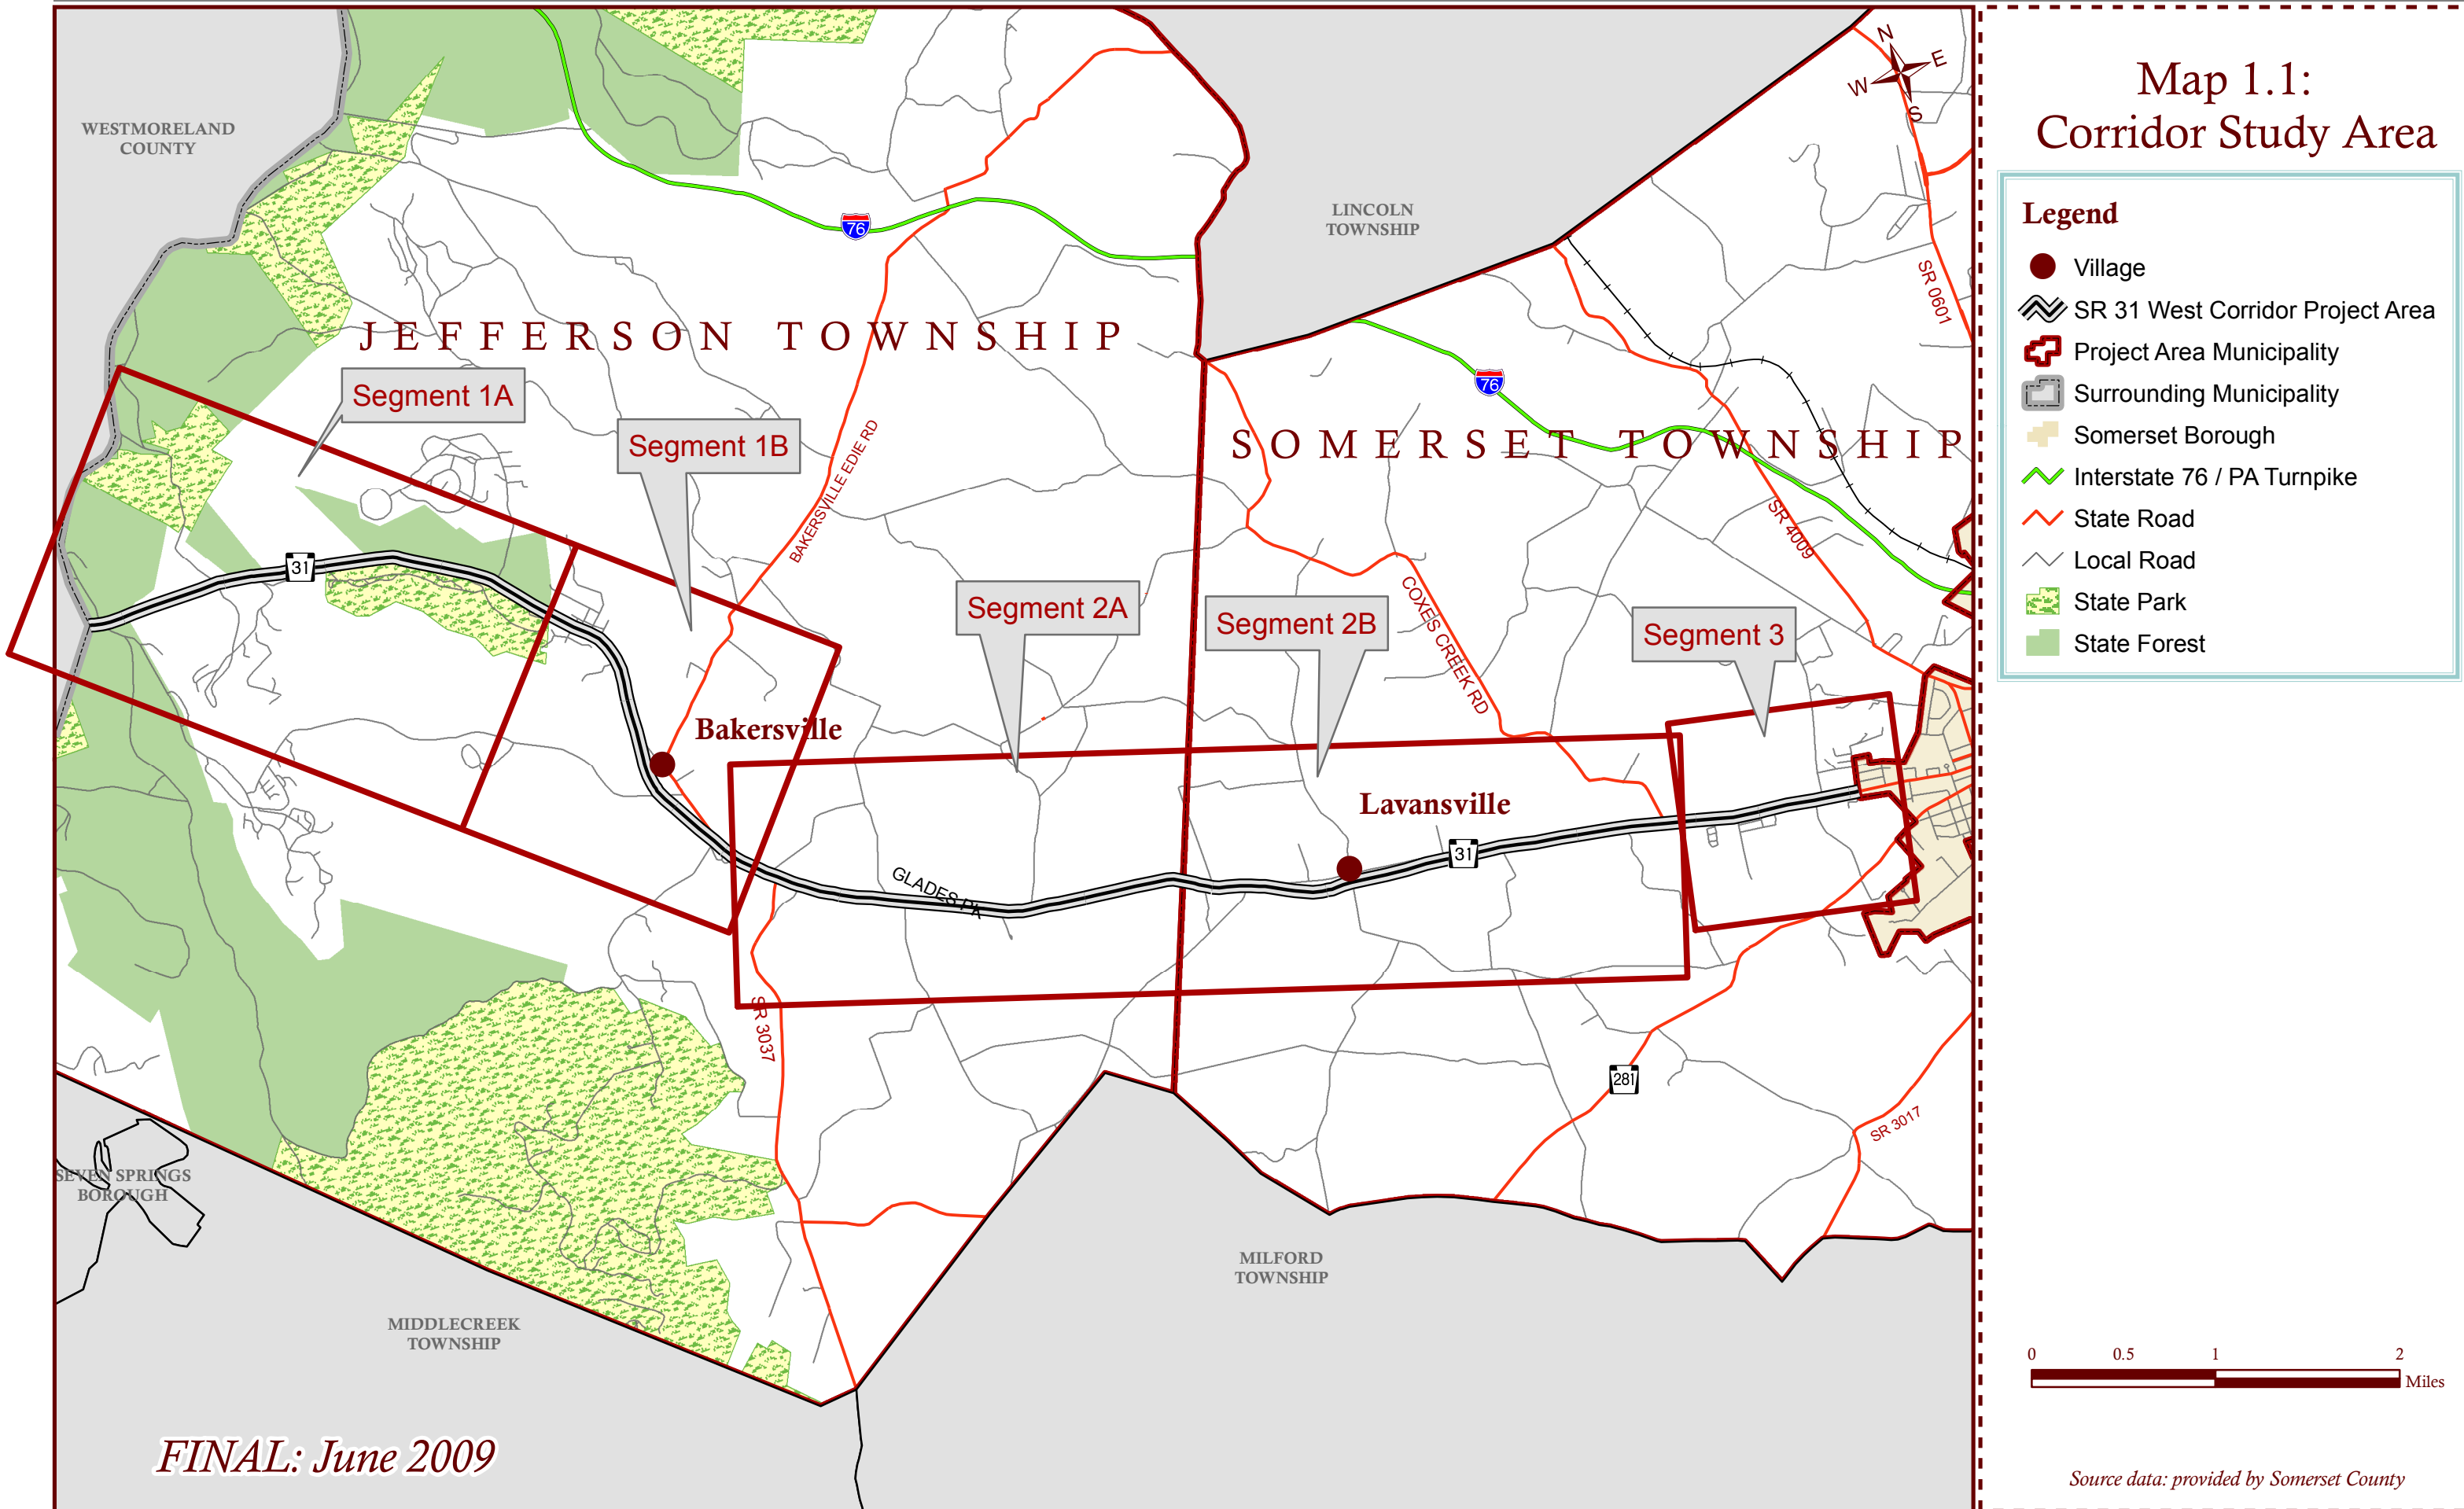 Map 1.1:
Corridor Study Area
Legend
Village
SR 31 West Corridor Project Area
Project Area Municipality
Surrounding Municipality
Somerset Borough
Interstate 76 / PA Turnpike
State Road
Local Road
State Park
State Forest
N
E
W
S
WESTMORELAND
COUNTY
LINCOLN
TOWNSHIP
76
SR 0601
JEFFERSON TOWNSHIP
76
Segment 1A
Segment 1B
SOMERSET TOWNSHIP
BAKERSVILLE EDIE RD
SR 4009
31
Segment 2A
Segment 2B
COXES CREEK RD
Segment 3
Bakersville
Lavansville
31
GLADES PA
SR 3037
281
SR 3017
SEVEN SPRINGS
BOROUGH
MILFORD
TOWNSHIP
MIDDLECREEK
TOWNSHIP
0 0.5 1 2
Miles
FINAL: June 2009
Source data: provided by Somerset County